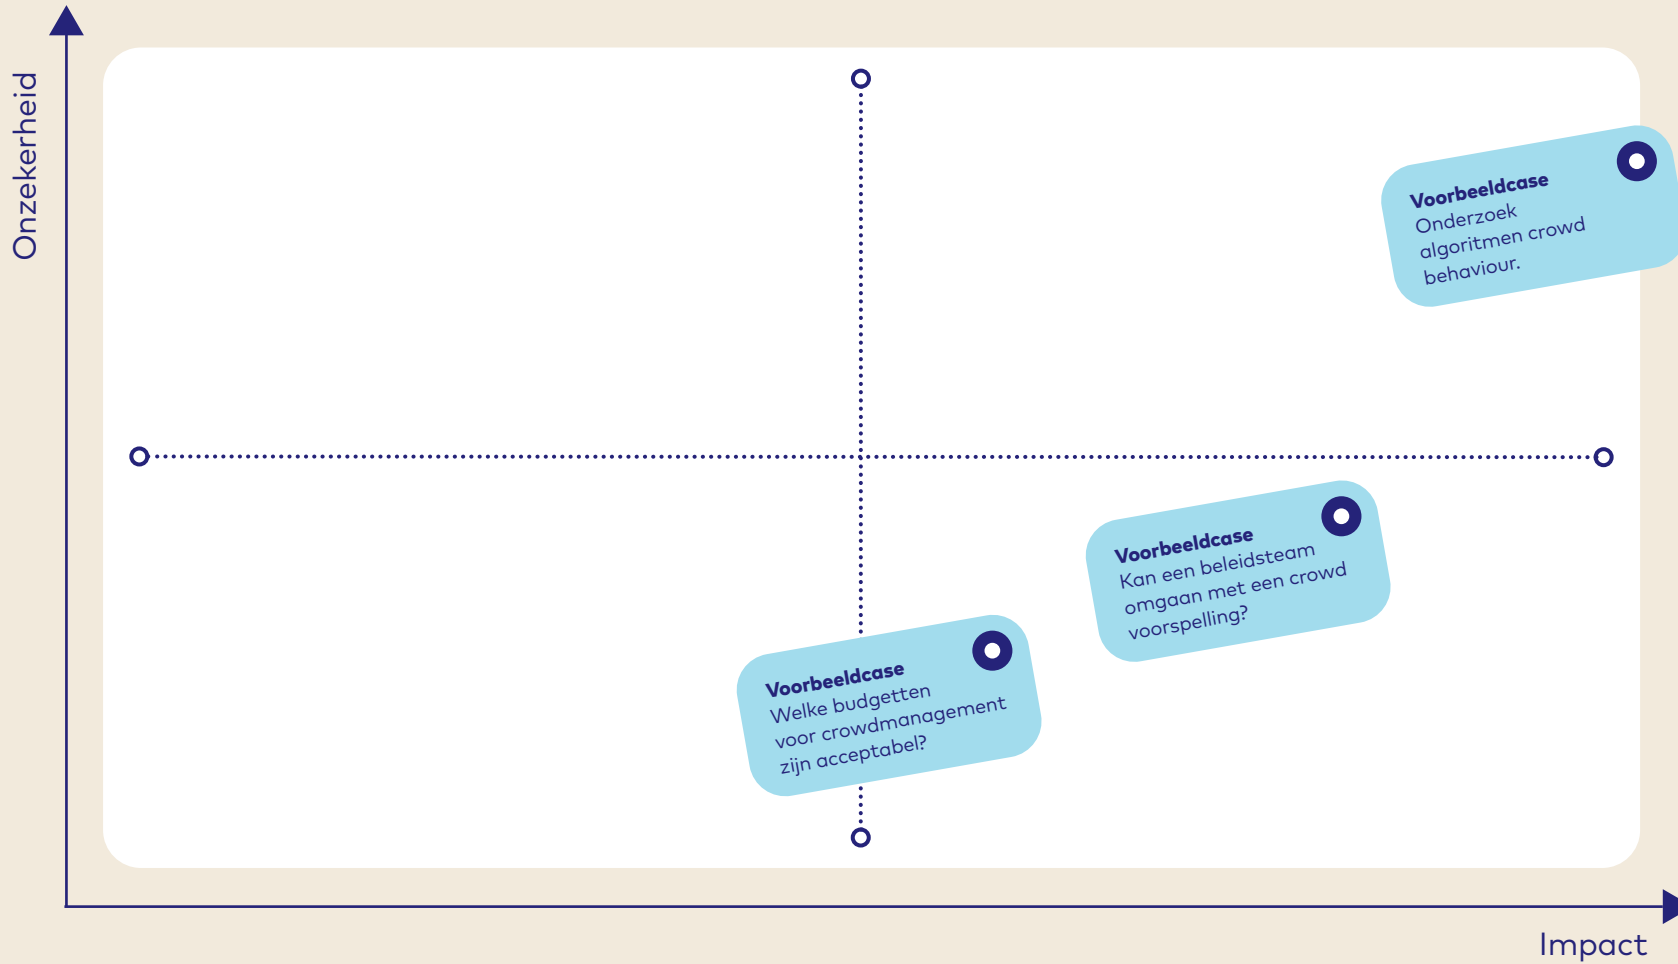 Onzekerheid
Voorbeeldcase
Onderzoek
algoritmen crowd
behaviour.
Voorbeeldcase
Kan een beleidsteam
omgaan met een crowd
voorspelling?
Voorbeeldcase
Welke budgetten
voor crowdmanagement
zijn acceptabel?
Impact